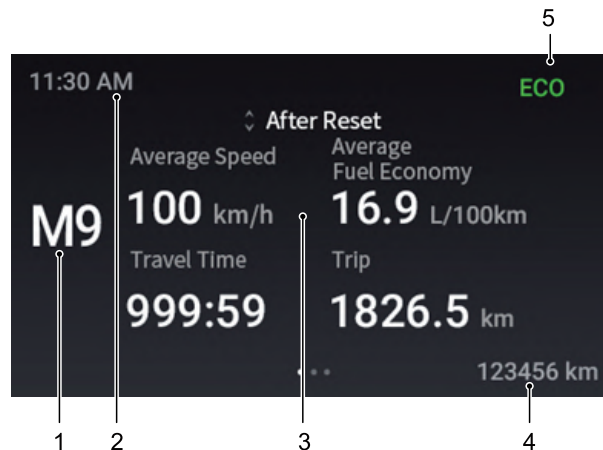 5
11:30 AM
ECO
After Reset
Average Speed
Average
Fuel Economy
M9
100 km/h
16.9 L/100km
Travel Time
Trip
999:59
1826.5 km
123456 km
1 2 3 4